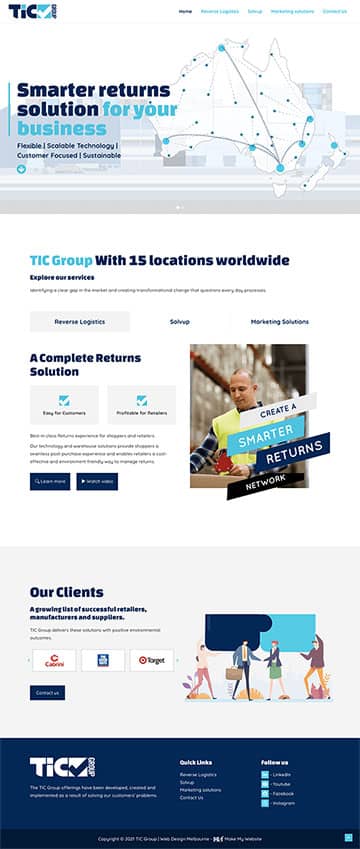 TIC GROUP
Home Reverse Logistics Solvup Marketing solutions Contact Us
Smarter returns
solution for your
business
Flexible | Scalable Technology |
Customer Focused | Sustainable
TIC Group With 15 locations worldwide
Explore our services
Identifying a clear gap in the market and creating transformational change that questions every day processes.
Reverse Logistics Solvup Marketing Solutions
A Complete Returns
Solution
Easy for Customers Profitable for Retailers
Best-in-class Returns experience for shoppers and retailers.
Our technology and warehouse solutions provide shoppers a
seamless post-purchase experience and enables retailers a cost-
effective and environment friendly way to manage returns.
Learn more Watch video
CREATE A
SMARTER
RETURNS
NETWORK
Our Clients
A growing list of successful retailers,
manufacturers and suppliers.
TIC Group delivers these solutions with positive environmental
outcomes.
Cabrini Target
Contact us
TIC GROUP
The TIC Group offerings have been developed, created and
implemented as a result of solving our customers' problems.
Quick Links
Reverse Logistics
Solvup
Marketing solutions
Contact Us
Follow us
- LinkedIn
- Youtube
- Facebook
- Instagram
Copyright © 2021 TIC Group | Web Design Melbourne - Make My Website